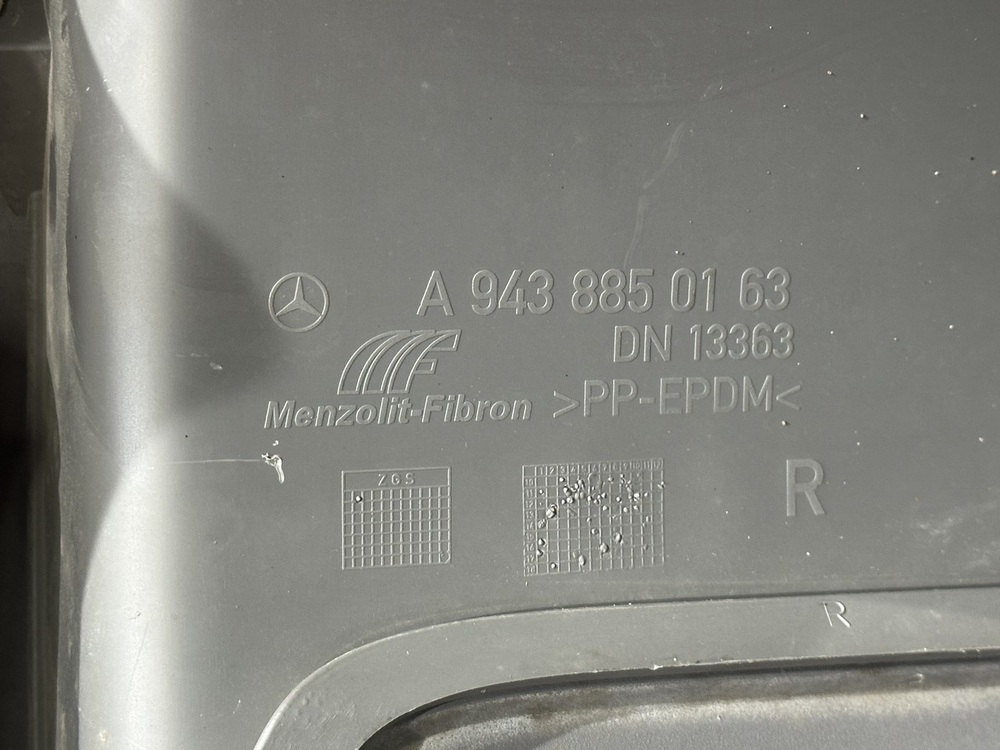 A 943 885 01 63
DN 13363
Menzolit-Fibron >PP-EPDM<
ZGS
R
R